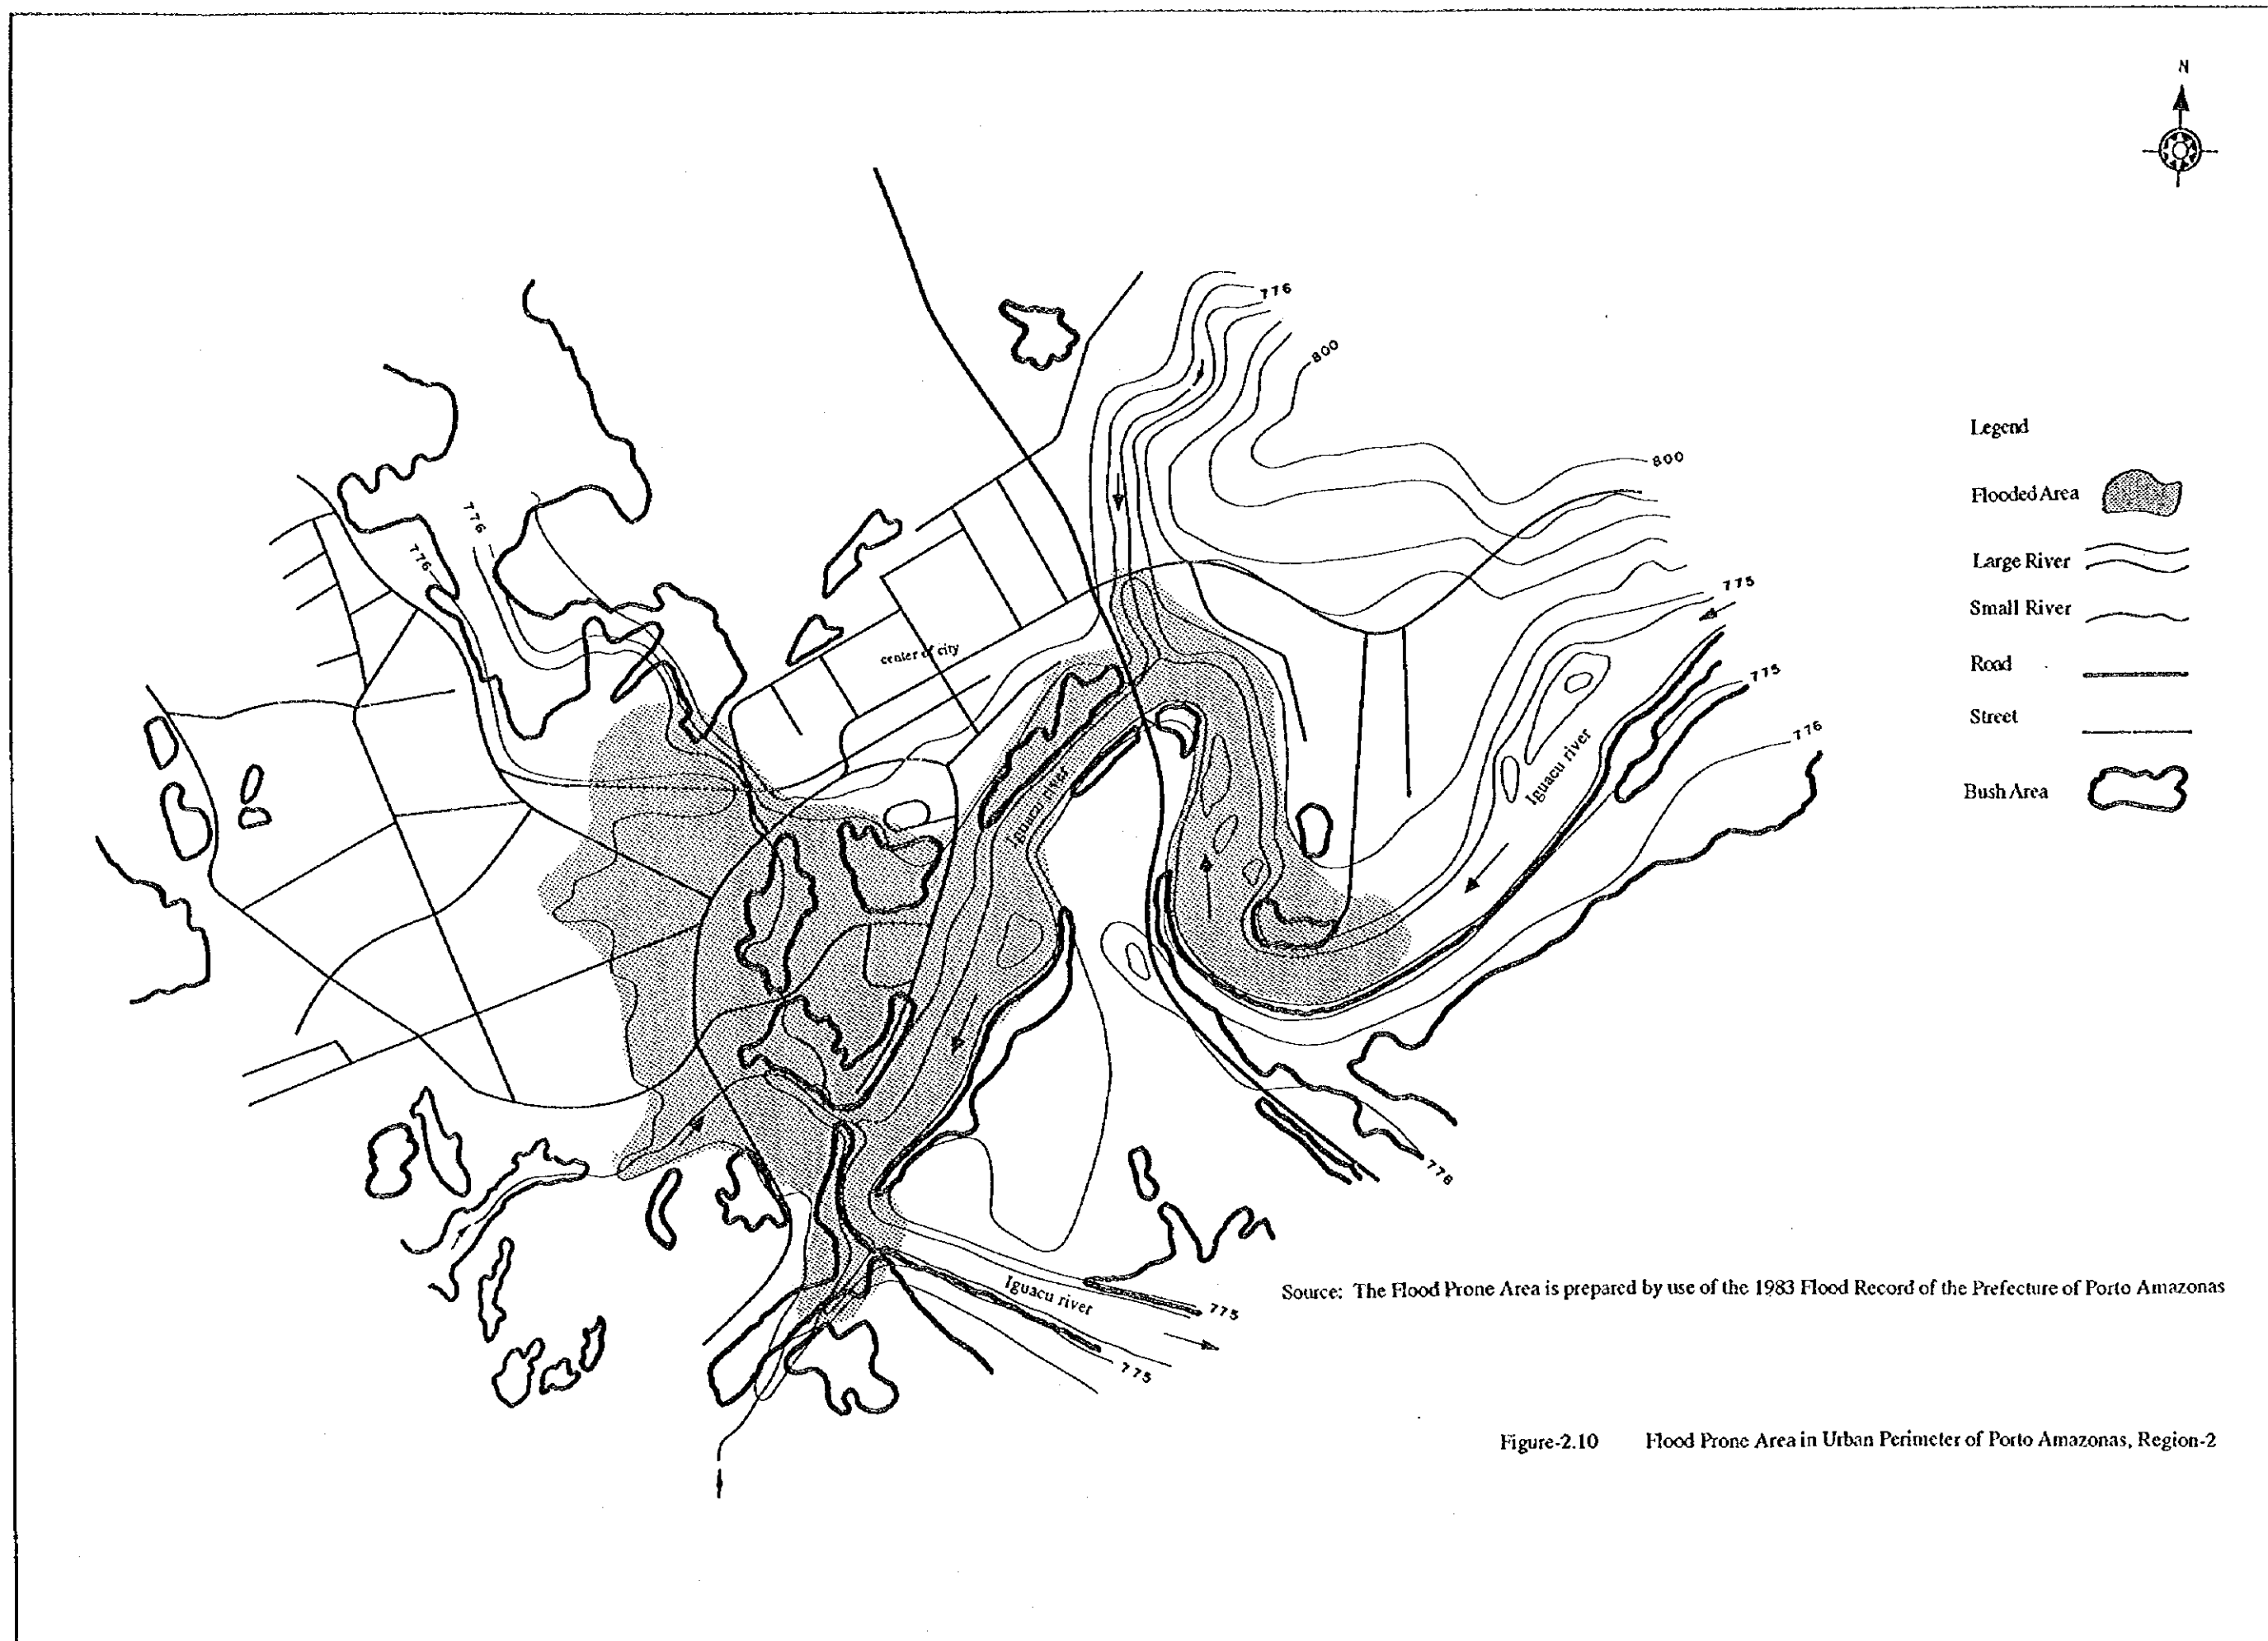 N
776
800
800
Legend
Flooded Area
776
776
Large River
775
Small River
center of city
Road
775
Street
776
Iguacu river
Iguacu river
Bush Area
776
Iguacu river
Source: The Flood Prone Area is prepared by use of the 1983 Flood Record of the Prefecture of Porto Amazonas
775
775
Figure-2.10 Flood Prone Area in Urban Perimeter of Porto Amazonas, Region-2